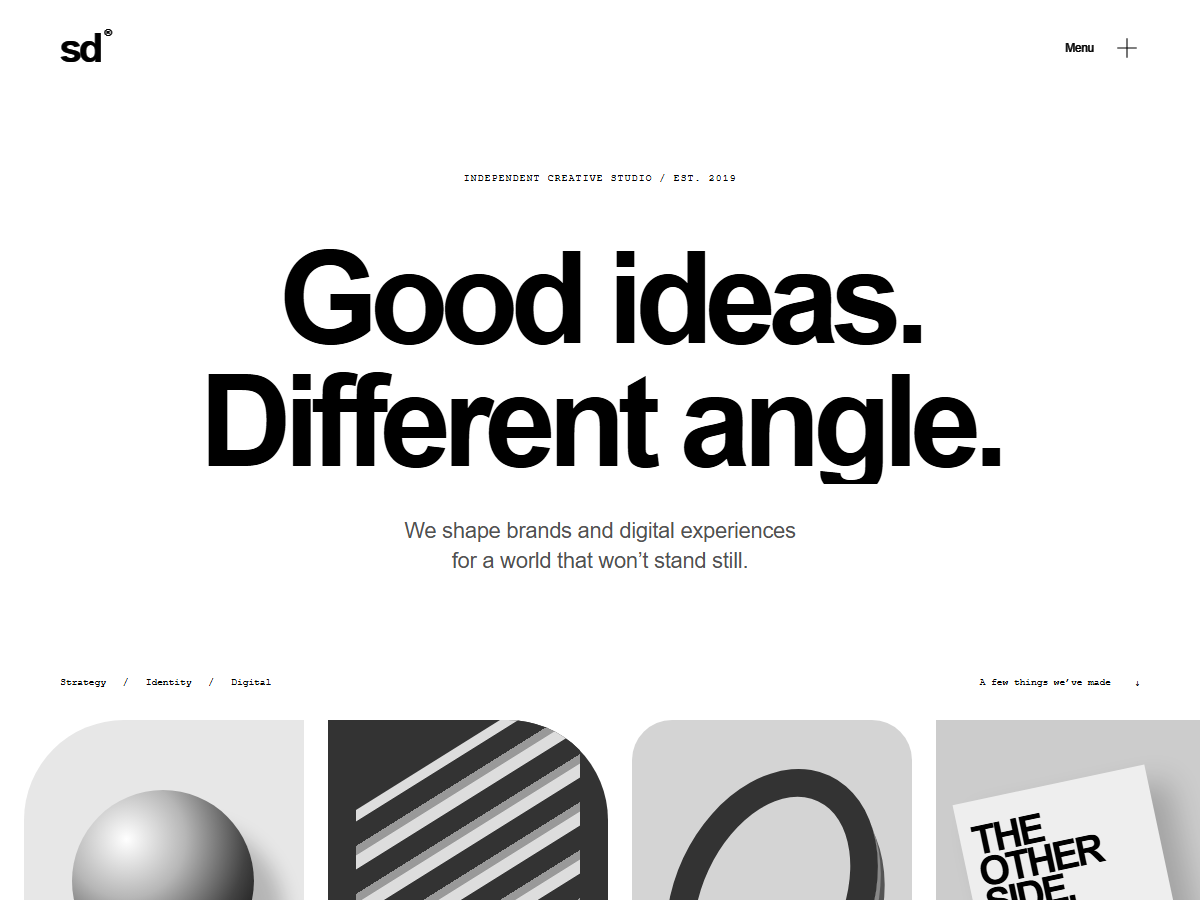 sd®
Menu
INDEPENDENT CREATIVE STUDIO / EST. 2019
Good ideas.
Different angle.
We shape brands and digital experiences
for a world that won’t stand still.
Strategy / Identity / Digital
A few things we’ve made ↓
THE
OTHER
SIDE.